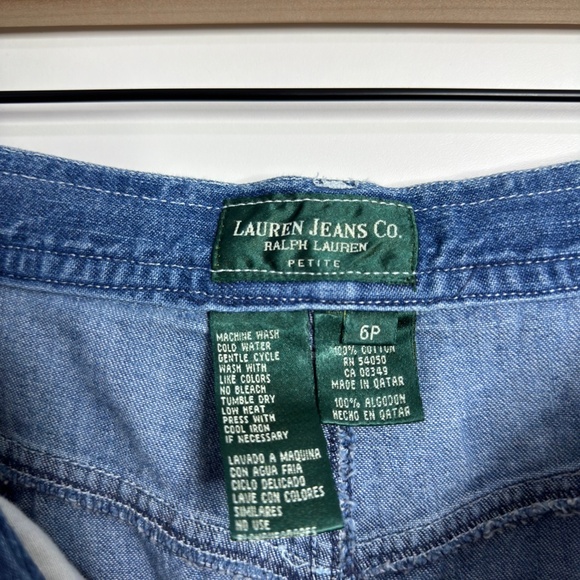 LAUREN JEANS CO.
RALPH LAUREN
PETITE
MACHINE WASH
COLD WATER
GENTLE CYCLE
WASH WITH
LIKE COLORS
NO BLEACH
TUMBLE DRY
LOW HEAT
PRESS WITH
COOL IRON
IF NECESSARY
LAVADO A MAQUINA
CON AGUA FRIA
CICLO DELICADO
LAVE CON COLORES
SIMILARES
NO USE
6P
100% COTTON
RN 54050
CA 08349
MADE IN QATAR
100% ALGODON
HECHO EN QATAR